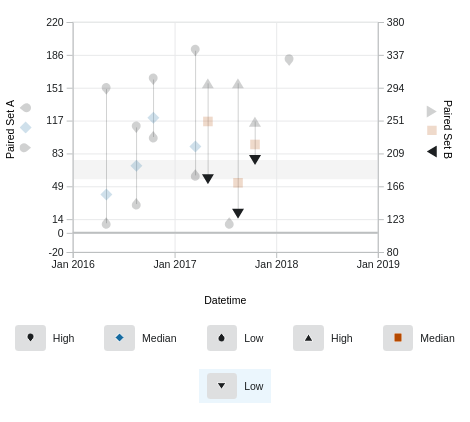 220
380
186
337
151
294
117
251
83
209
49
166
14
123
0
-20
80
Jan 2016
Jan 2017
Jan 2018
Jan 2019
Paired Set A
Paired Set B
Datetime
High
Median
Low
High
Median
Low